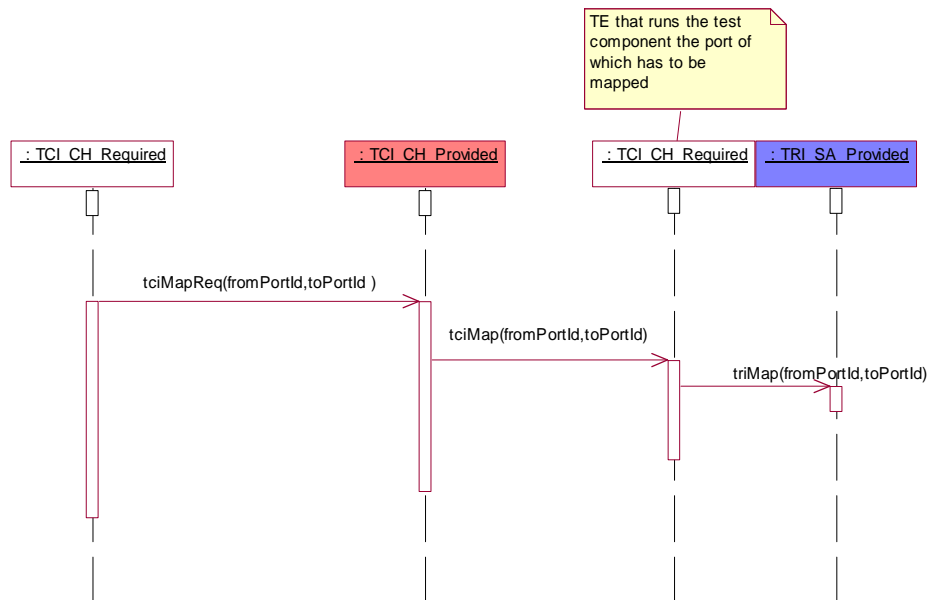 TE that runs the test
component the port of
which has to be
mapped
: TCI_CH_Required
: TCI_CH_Provided
: TCI_CH_Required
: TRI_SA_Provided
tciMapReq(fromPortId,toPortId )
tciMap(fromPortId,toPortId)
triMap(fromPortId,toPortId)